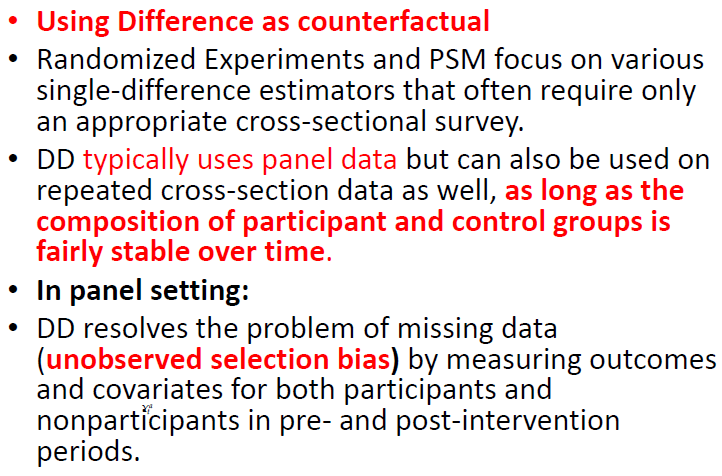 • Using Difference as counterfactual
• Randomized Experiments and PSM focus on various
single-difference estimators that often require only
an appropriate cross-sectional survey.
• DD typically uses panel data but can also be used on
repeated cross-section data as well, as long as the
composition of participant and control groups is
fairly stable over time.
• In panel setting:
• DD resolves the problem of missing data
(unobserved selection bias) by measuring outcomes
and covariates for both participants and
nonparticipants in pre- and post-intervention
periods.